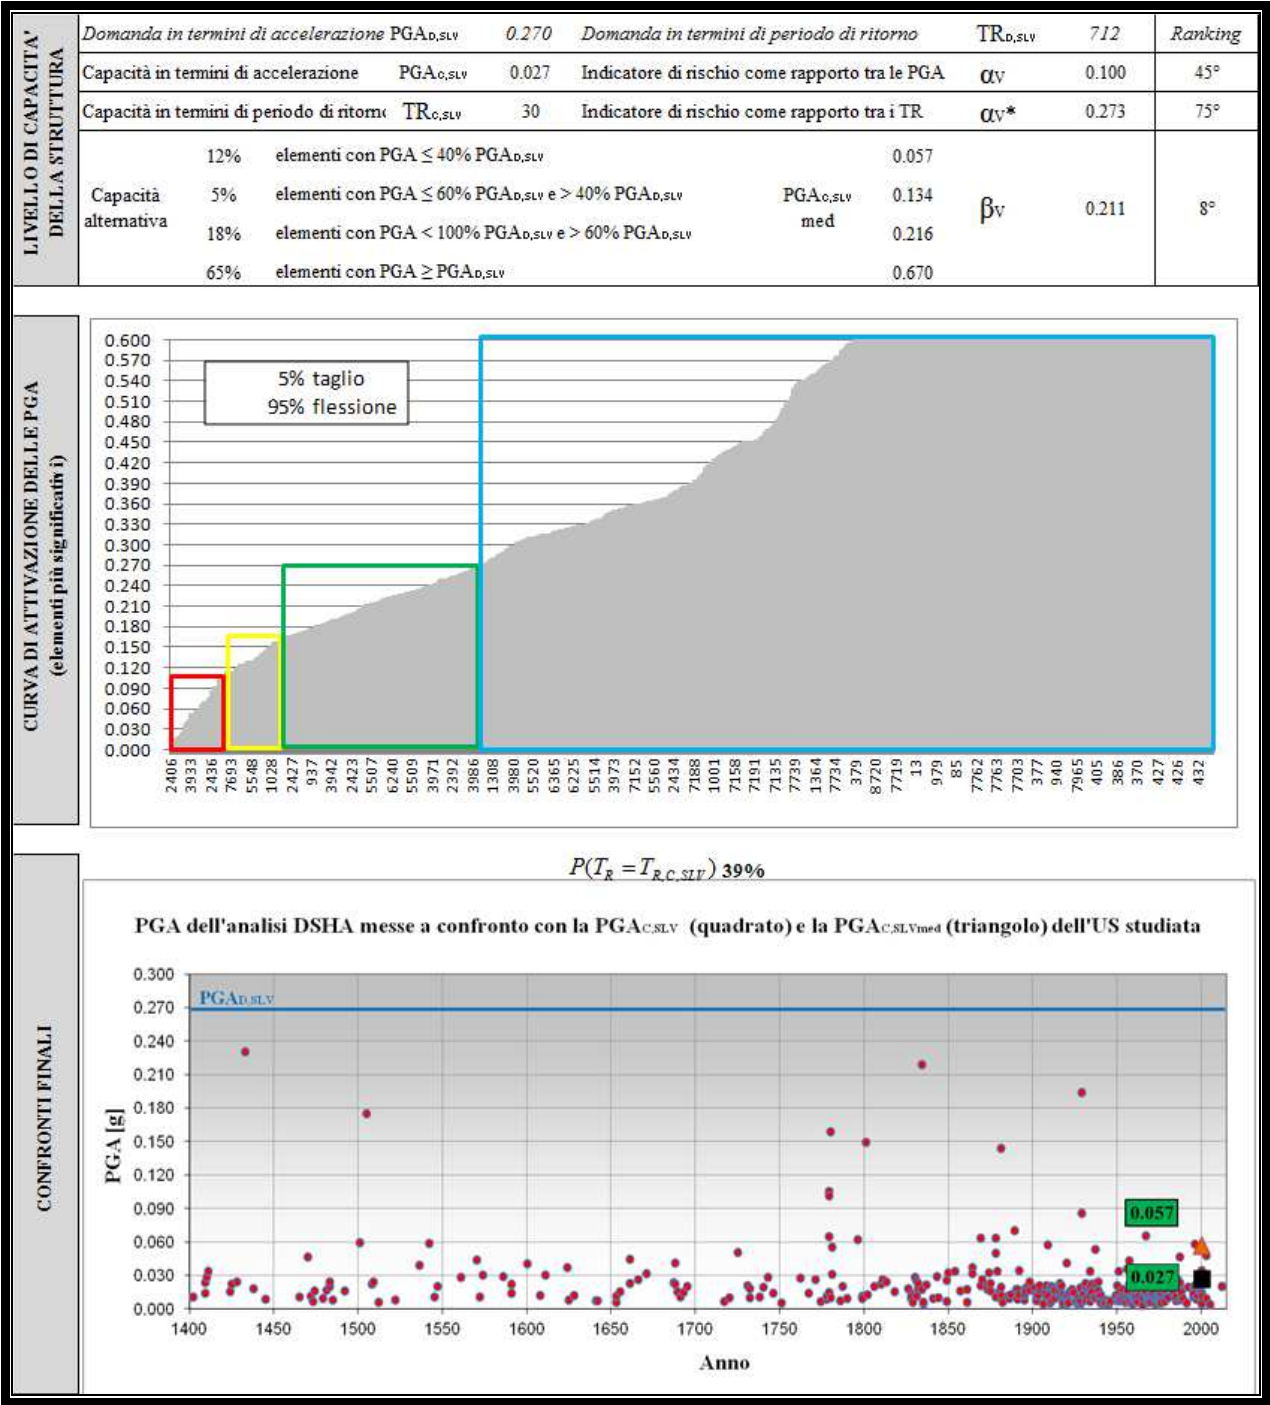 LIVELLO DI CAPACITA'
DELLA STRUTTURA
Domanda in termini di accelerazione PGAD,SLV 0.270 Domanda in termini di periodo di ritorno TRD,SLV 712 Ranking
Capacità in termini di accelerazione PGAC,SLV 0.027 Indicatore di rischio come rapporto tra le PGA αV 0.100 45°
Capacità in termini di periodo di ritorno TRC,SLV 30 Indicatore di rischio come rapporto tra i TR αV* 0.273 75°
Capacità
alternativa
12% elementi con PGA ≤ 40% PGAD,SLV 0.057
5% elementi con PGA ≤ 60% PGAD,SLV e > 40% PGAD,SLV 0.134
18% elementi con PGA < 100% PGAD,SLV e > 60% PGAD,SLV 0.216
65% elementi con PGA ≥ PGAD,SLV 0.670
PGAC,SLV
med
βV 0.211 8°
CURVA DI ATTIVAZIONE DELLE PGA
(elementi più significativi)
0.600
0.570
0.540
0.510
0.480
0.450
0.420
0.390
0.360
0.330
0.300
0.270
0.240
0.210
0.180
0.150
0.120
0.090
0.060
0.030
0.000
5% taglio
95% flessione
2406 3933 2436 7693 5548 1028 2427 937 3942 2423 5507 6240 5509 3971 2392 3986 1308 3980 5520 6365 6225 5514 3973 7152 5560 2434 7188 1001 7158 7191 7135 7739 1364 7734 379 8720 7719 13 979 85 7762 7763 7703 377 940 7965 405 386 370 427 426 432
CONFRONTI FINALI
P(TR = TR,C,SLV) 39%
PGA dell'analisi DSHA messe a confronto con la PGAC,SLV (quadrato) e la PGAC,SLVmed (triangolo) dell'US studiata
PGA [g]
0.300
0.270
0.240
0.210
0.180
0.150
0.120
0.090
0.060
0.030
0.000
PGAD,SLV
0.057
0.027
1400 1450 1500 1550 1600 1650 1700 1750 1800 1850 1900 1950 2000
Anno